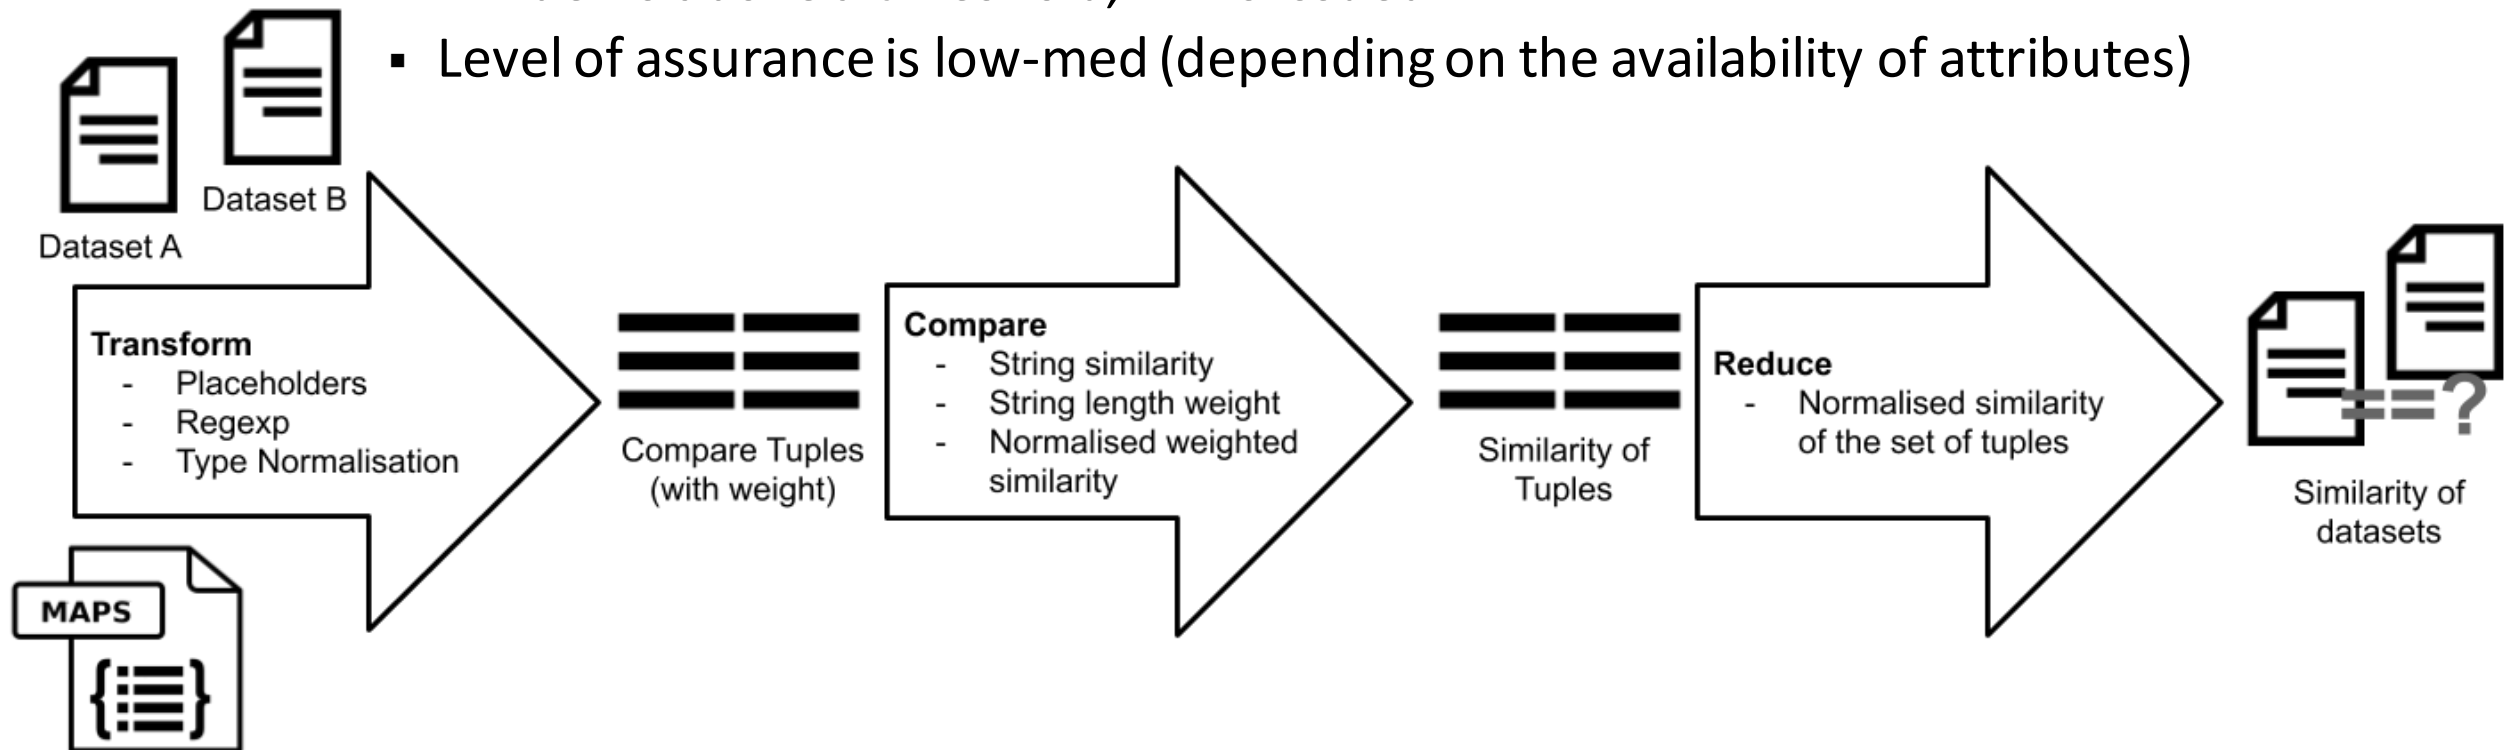 ▪ Level of assurance is low-med (depending on the availability of attributes)
Dataset B
Dataset A
Transform
- Placeholders
- Regexp
- Type Normalisation
Compare Tuples
(with weight)
Compare
- String similarity
- String length weight
- Normalised weighted
similarity
Similarity of
Tuples
Reduce
- Normalised similarity
of the set of tuples
==?
Similarity of
datasets
MAPS
{ }